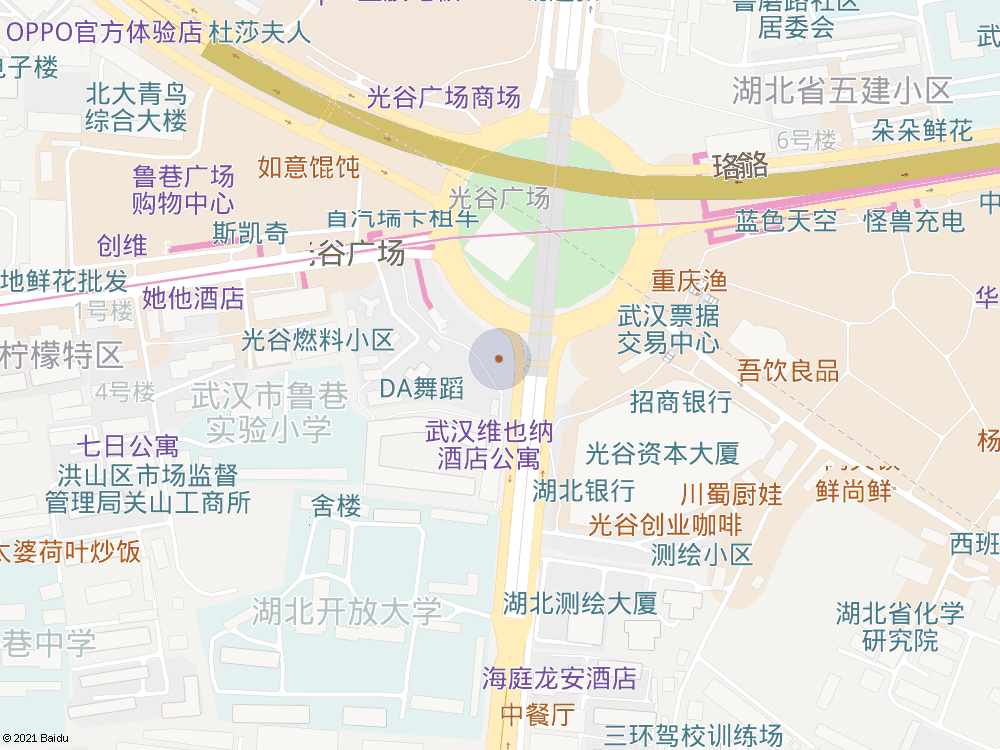 鲁磨路社区
居委会
OPPO官方体验店
杜莎夫人
电子楼
北大青鸟
综合大楼
光谷广场商场
湖北省五建小区
6号楼
朵朵鲜花
鲁巷广场
购物中心
如意馄饨
光谷广场
珞
创维
斯凯奇
谷广场
蓝色天空
怪兽充电
中
地鲜花批发
1号楼
她他酒店
重庆渔
华
武汉票据
交易中心
光谷燃料小区
柠檬特区
4号楼
武汉市鲁巷
实验小学
DA舞蹈
吾饮良品
招商银行
七日公寓
武汉维也纳
酒店公寓
光谷资本大厦
杨
洪山区市场监督
管理局关山工商所
舍楼
湖北银行
川蜀厨娃
鲜尚鲜
光谷创业咖啡
太婆荷叶炒饭
测绘小区
西班
湖北开放大学
湖北测绘大厦
湖北省化学
研究院
巷中学
海庭龙安酒店
中餐厅
三环驾校训练场
© 2021 Baidu